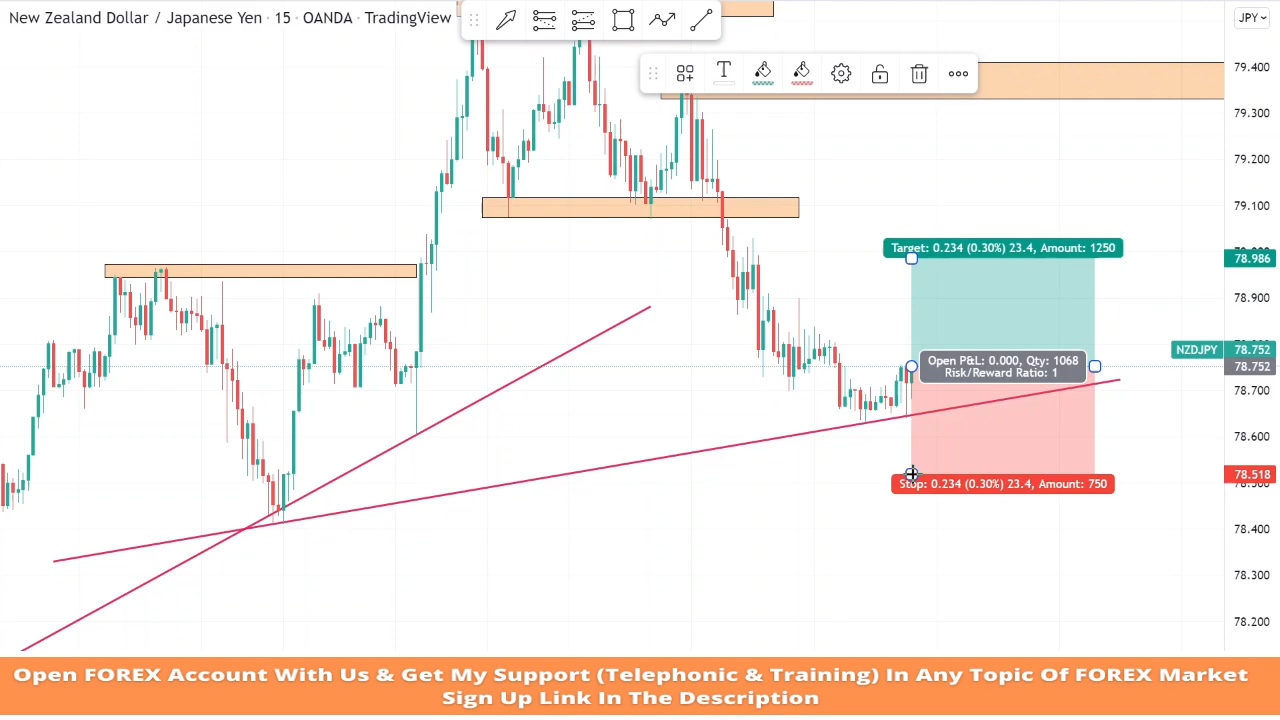 New Zealand Dollar / Japanese Yen · 15 · OANDA · TradingView
JPY
T
79.400
79.300
79.200
79.100
Target: 0.234 (0.30%) 23.4, Amount: 1250
78.986
78.900
NZDJPY 78.752
Open P&L: 0.000, Qty: 1068
78.752
Risk/Reward Ratio: 1
78.700
78.600
78.518
Stop: 0.234 (0.30%) 23.4, Amount: 750
78.400
78.300
78.200
Open FOREX Account With Us & Get My Support (Telephonic & Training) In Any Topic Of FOREX Market
Sign Up Link In The Description